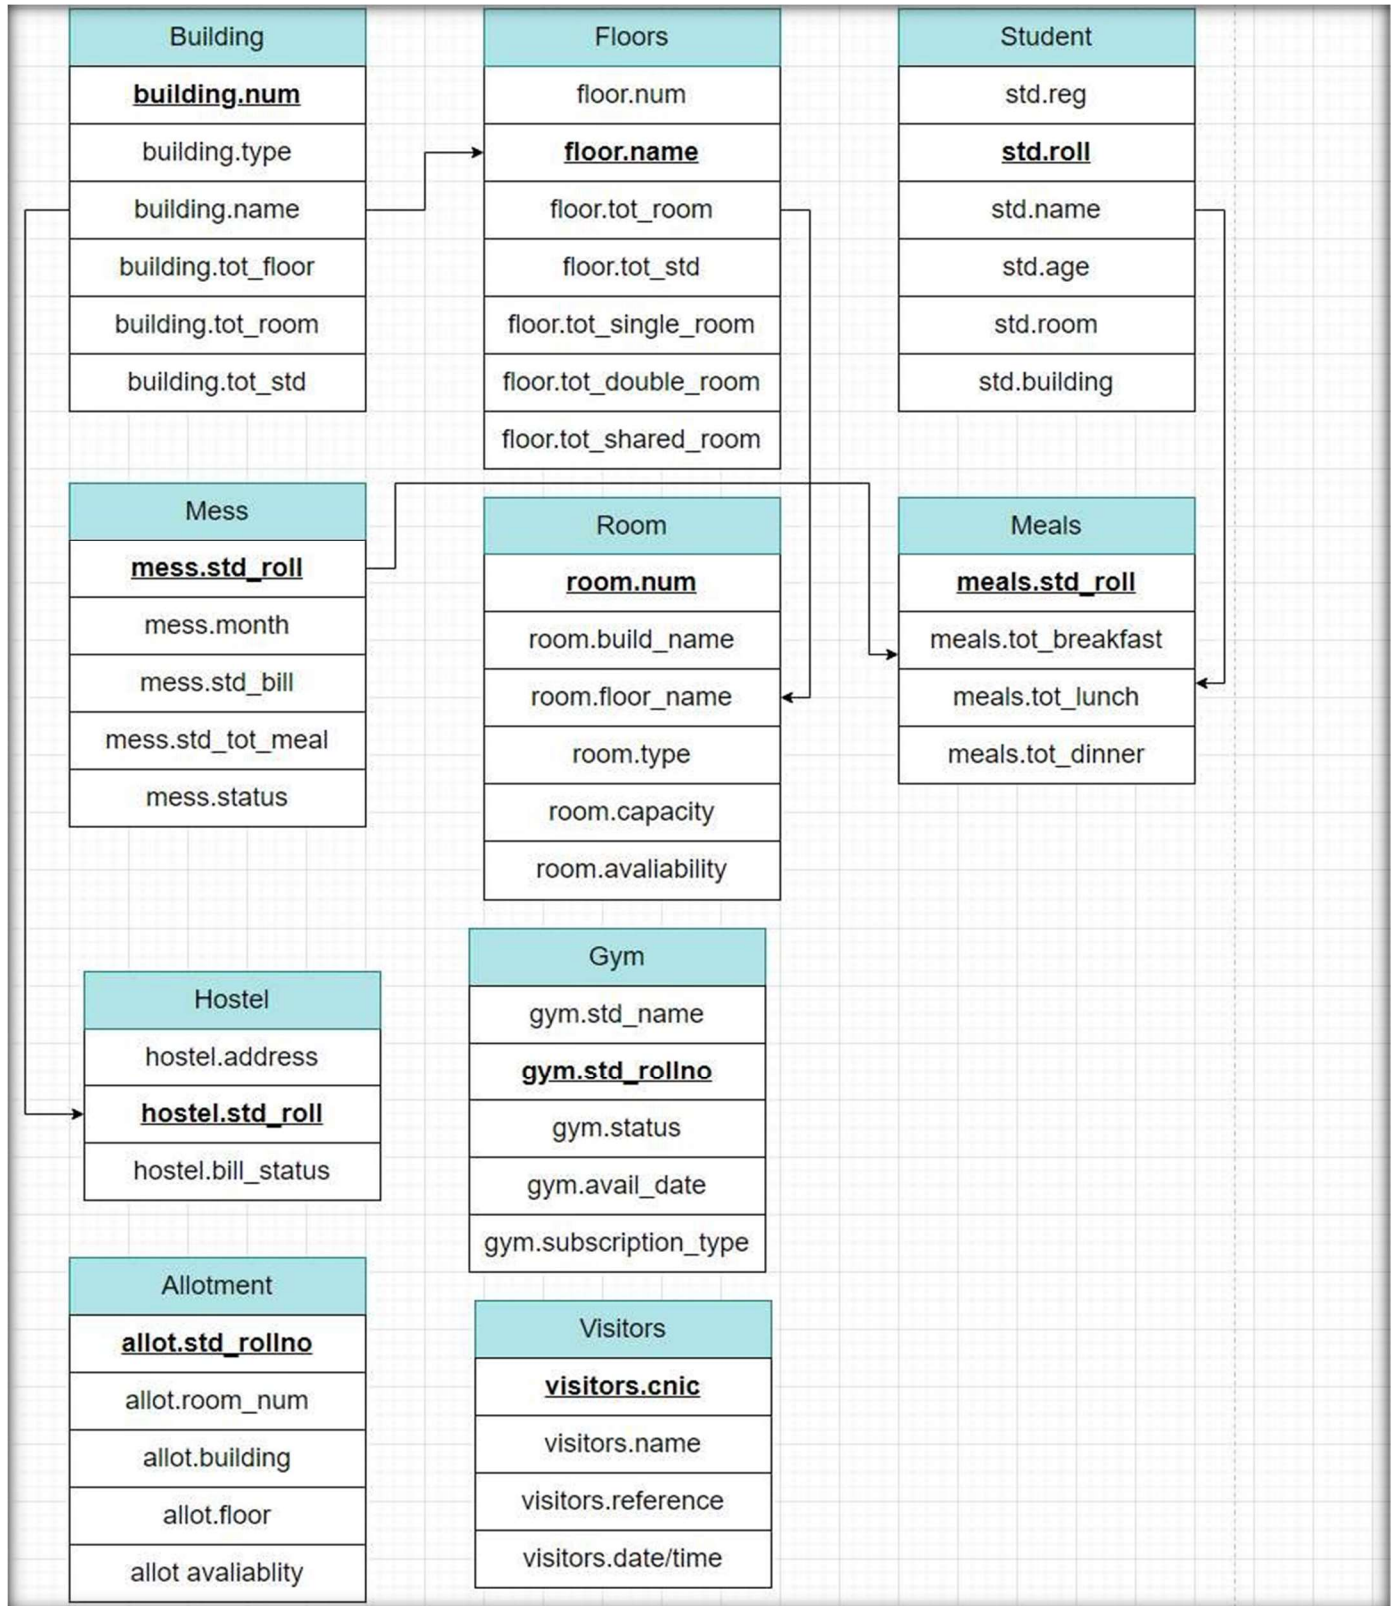 Building
building.num
building.type
building.name
building.tot_floor
building.tot_room
building.tot_std
Floors
floor.num
floor.name
floor.tot_room
floor.tot_std
floor.tot_single_room
floor.tot_double_room
floor.tot_shared_room
Student
std.reg
std.roll
std.name
std.age
std.room
std.building
Mess
mess.std_roll
mess.month
mess.std_bill
mess.std_tot_meal
mess.status
Room
room.num
room.build_name
room.floor_name
room.type
room.capacity
room.avaliability
Meals
meals.std_roll
meals.tot_breakfast
meals.tot_lunch
meals.tot_dinner
Hostel
hostel.address
hostel.std_roll
hostel.bill_status
Gym
gym.std_name
gym.std_rollno
gym.status
gym.avail_date
gym.subscription_type
Allotment
allot.std_rollno
allot.room_num
allot.building
allot.floor
allot avaliablity
Visitors
visitors.cnic
visitors.name
visitors.reference
visitors.date/time